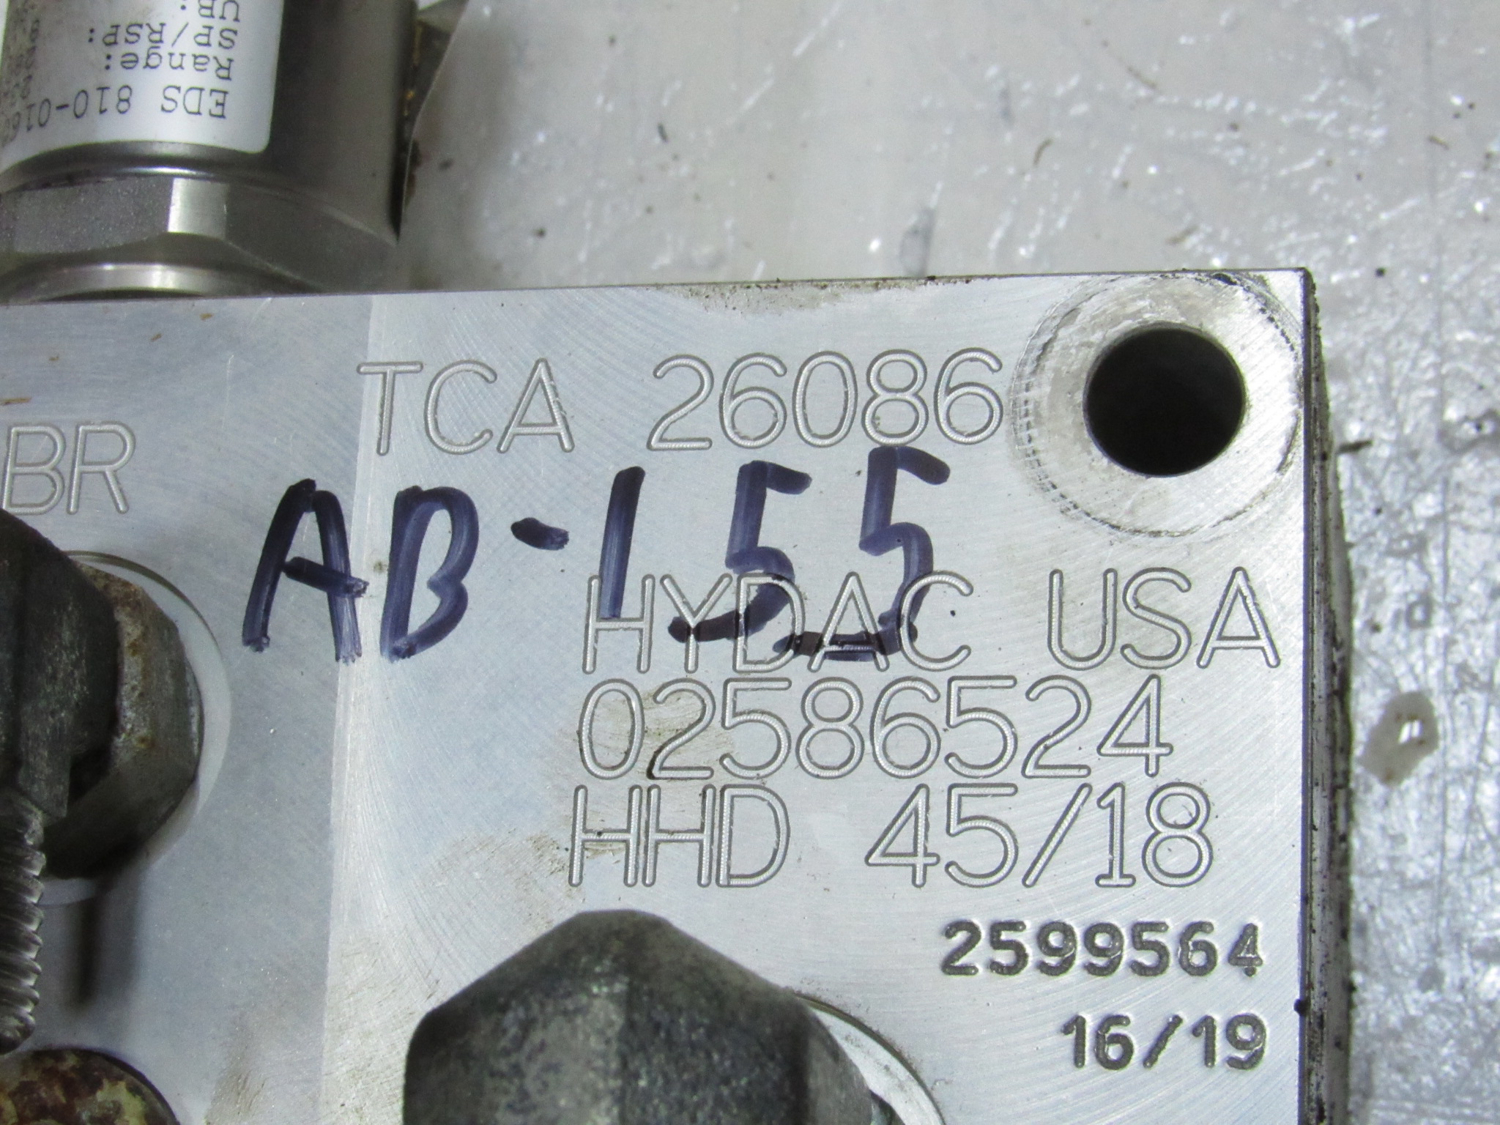 UB:
SP/RSP:
Range:
EDS 810-016
TCA 26086
BR
AB-155
HYDAC USA
02586524
HHD 45/18
2599564
16/19